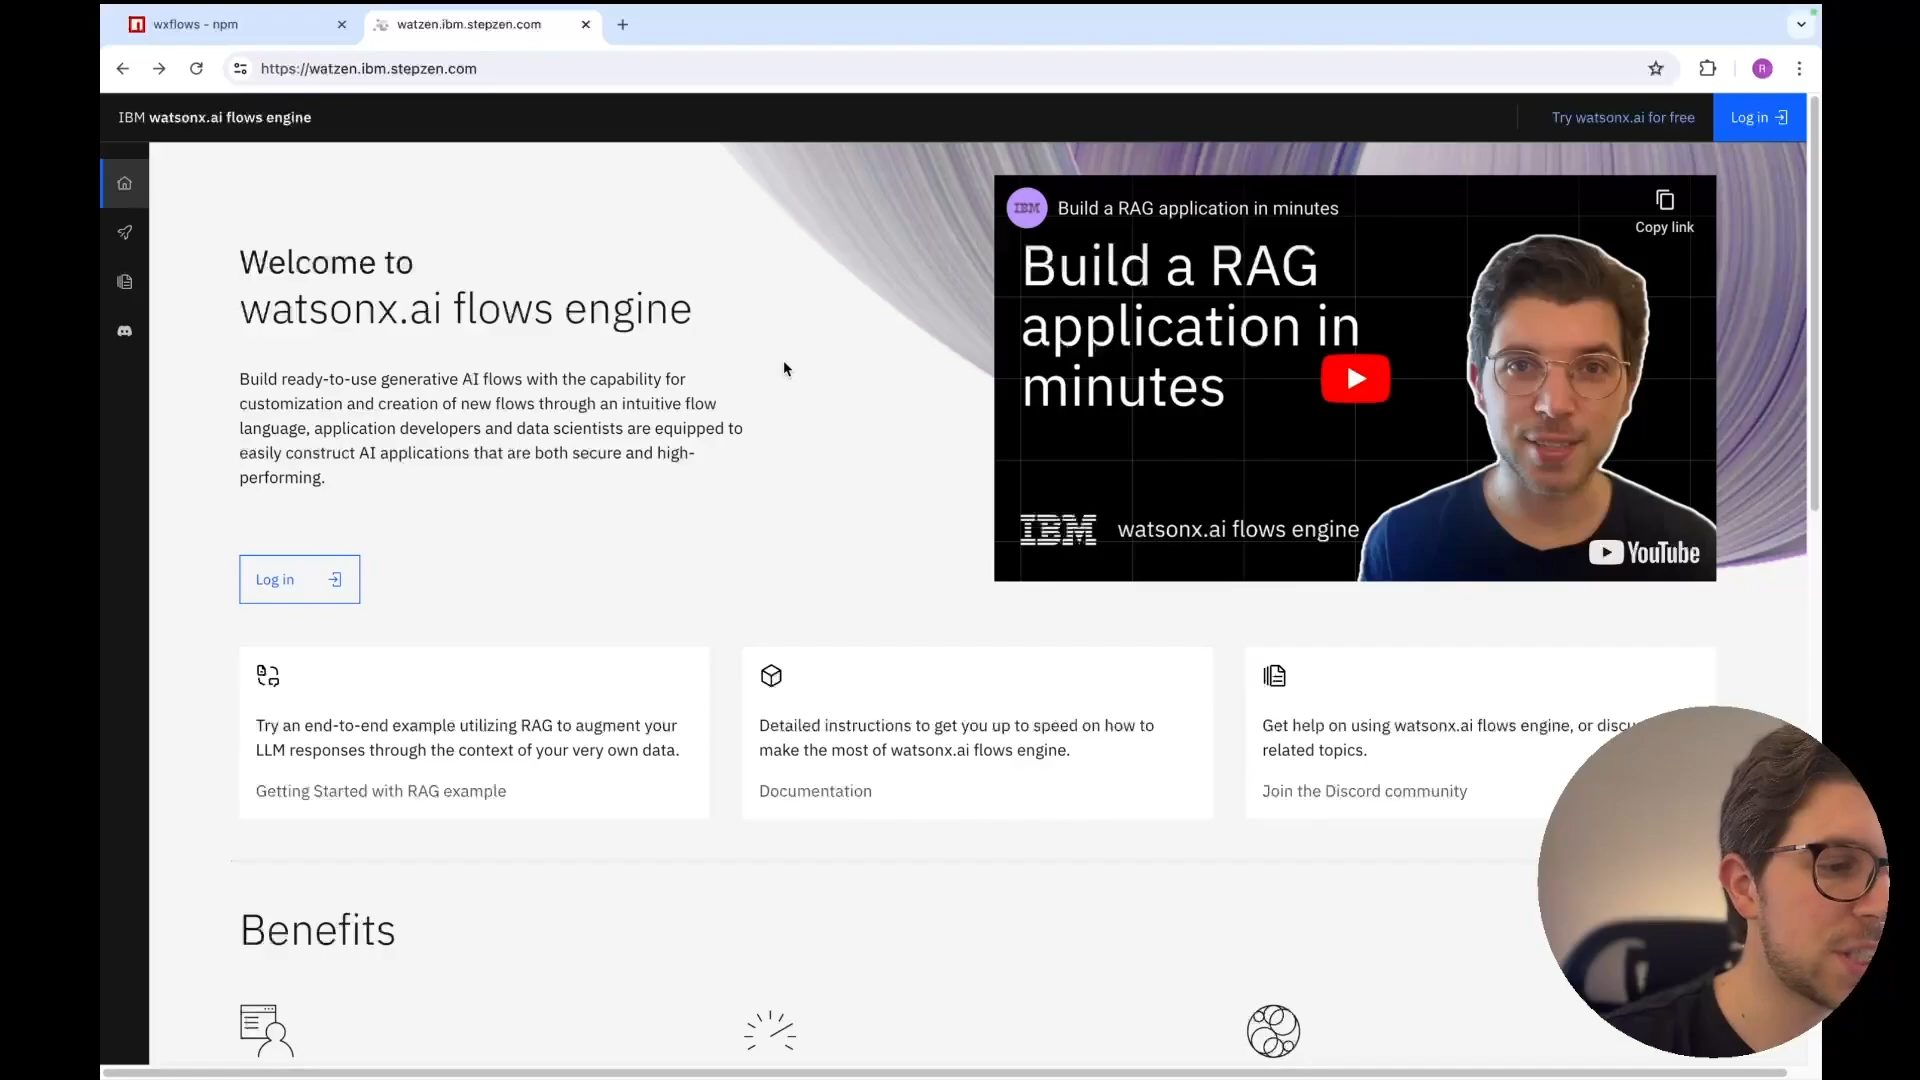 wxflows - npm
watzen.ibm.stepzen.com
https://watzen.ibm.stepzen.com
R
IBM watsonx.ai flows engine
Try watsonx.ai for free
Log in
Welcome to
watsonx.ai flows engine
Build ready-to-use generative AI flows with the capability for
customization and creation of new flows through an intuitive flow
language, application developers and data scientists are equipped to
easily construct AI applications that are both secure and high-
performing.
Log in
IBM
Build a RAG application in minutes
Copy link
Build a RAG
application in
minutes
IBM
watsonx.ai flows engine
YouTube
Try an end-to-end example utilizing RAG to augment your
LLM responses through the context of your very own data.
Getting Started with RAG example
Detailed instructions to get you up to speed on how to
make the most of watsonx.ai flows engine.
Documentation
Get help on using watsonx.ai flows engine, or discu
related topics.
Join the Discord community
Benefits